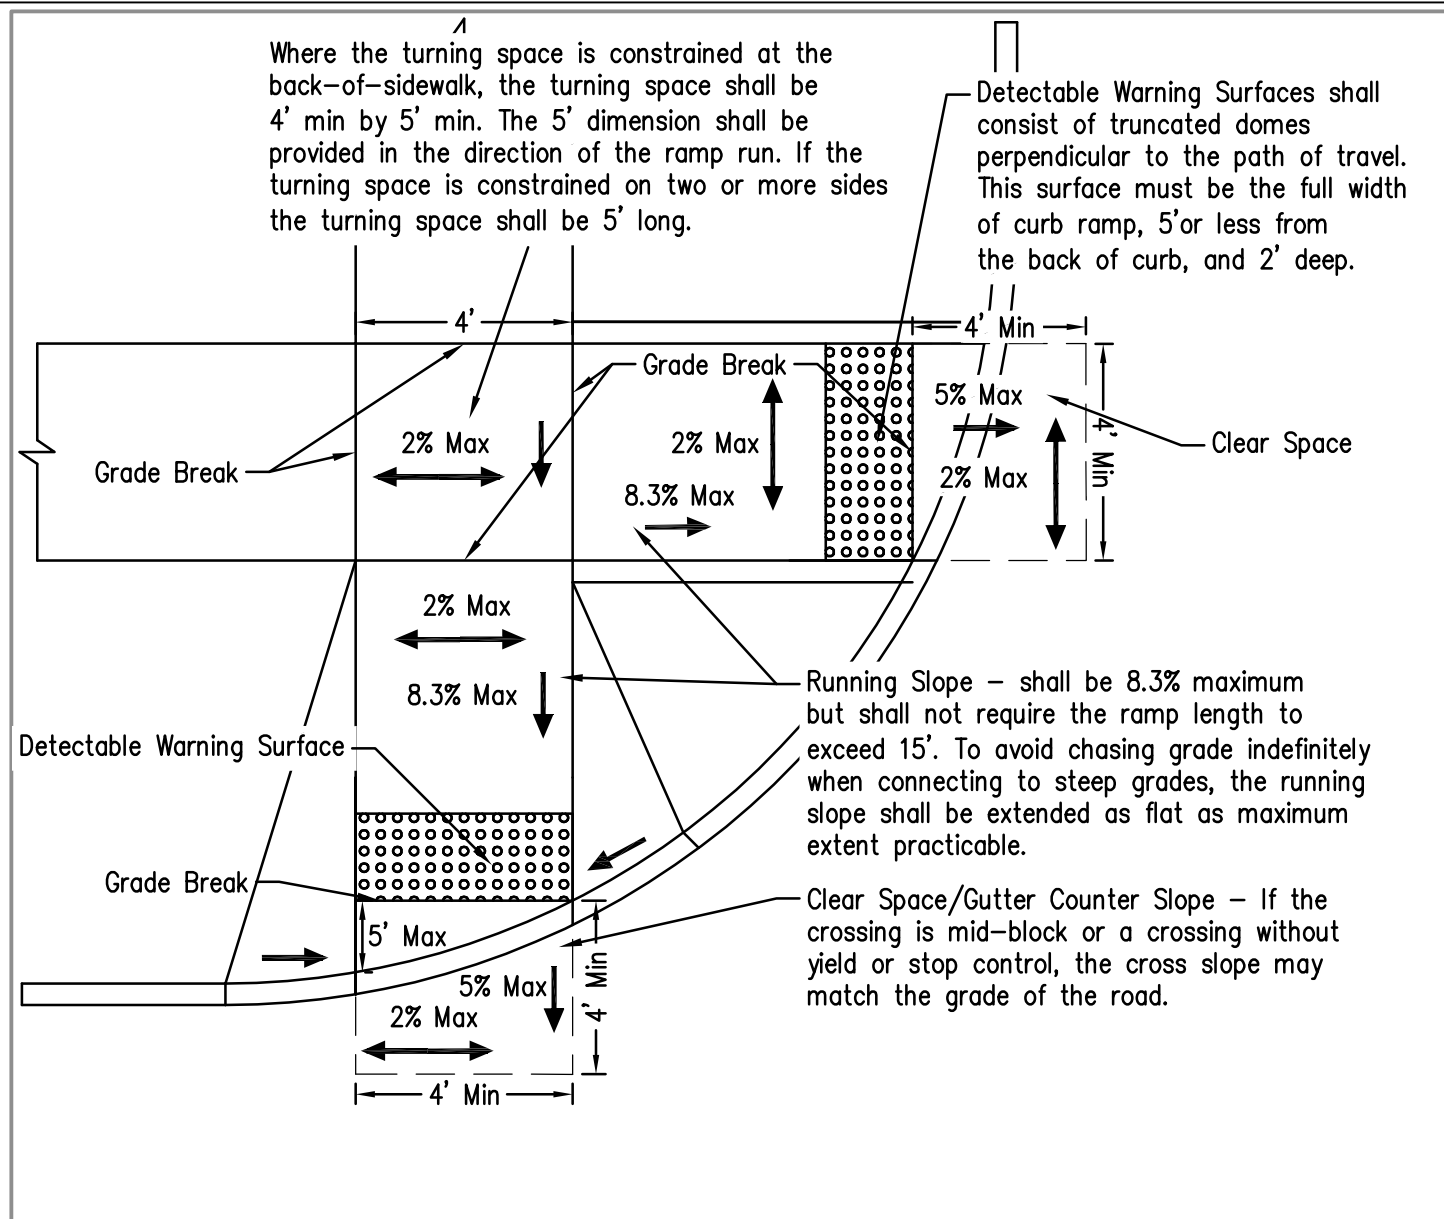 Where the turning space is constrained at the
back-of-sidewalk, the turning space shall be
4' min by 5' min. The 5' dimension shall be
provided in the direction of the ramp run. If the
turning space is constrained on two or more sides
the turning space shall be 5' long.
Detectable Warning Surfaces shall
consist of truncated domes
perpendicular to the path of travel.
This surface must be the full width
of curb ramp, 5'or less from
the back of curb, and 2' deep.
4'
4' Min
Grade Break
5% Max
4' Min
2% Max
2% Max
Clear Space
Grade Break
2% Max
8.3% Max
2% Max
8.3% Max
Running Slope - shall be 8.3% maximum
but shall not require the ramp length to
exceed 15'. To avoid chasing grade indefinitely
when connecting to steep grades, the running
slope shall be extended as flat as maximum
extent practicable.
Detectable Warning Surface
Grade Break
Clear Space/Gutter Counter Slope - If the
crossing is mid-block or a crossing without
yield or stop control, the cross slope may
match the grade of the road.
5' Max
4' Min
5% Max
2% Max
4' Min